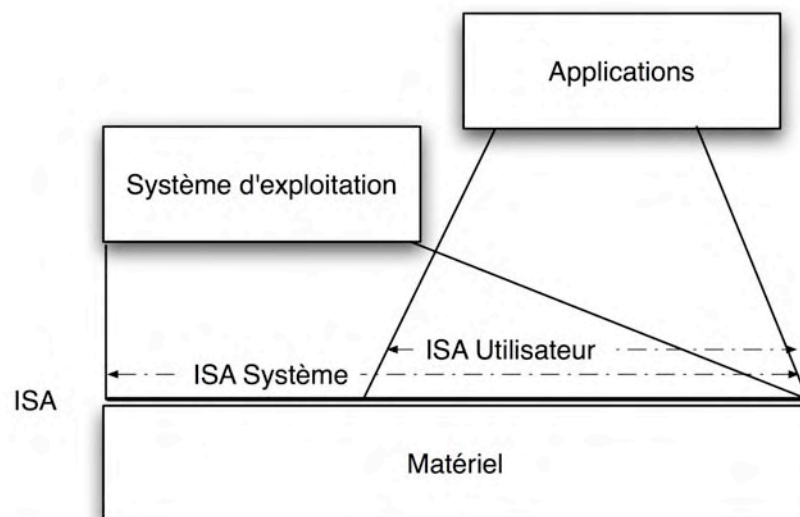 Applications
Système d'exploitation
ISA Utilisateur
ISA Système
ISA
Matériel